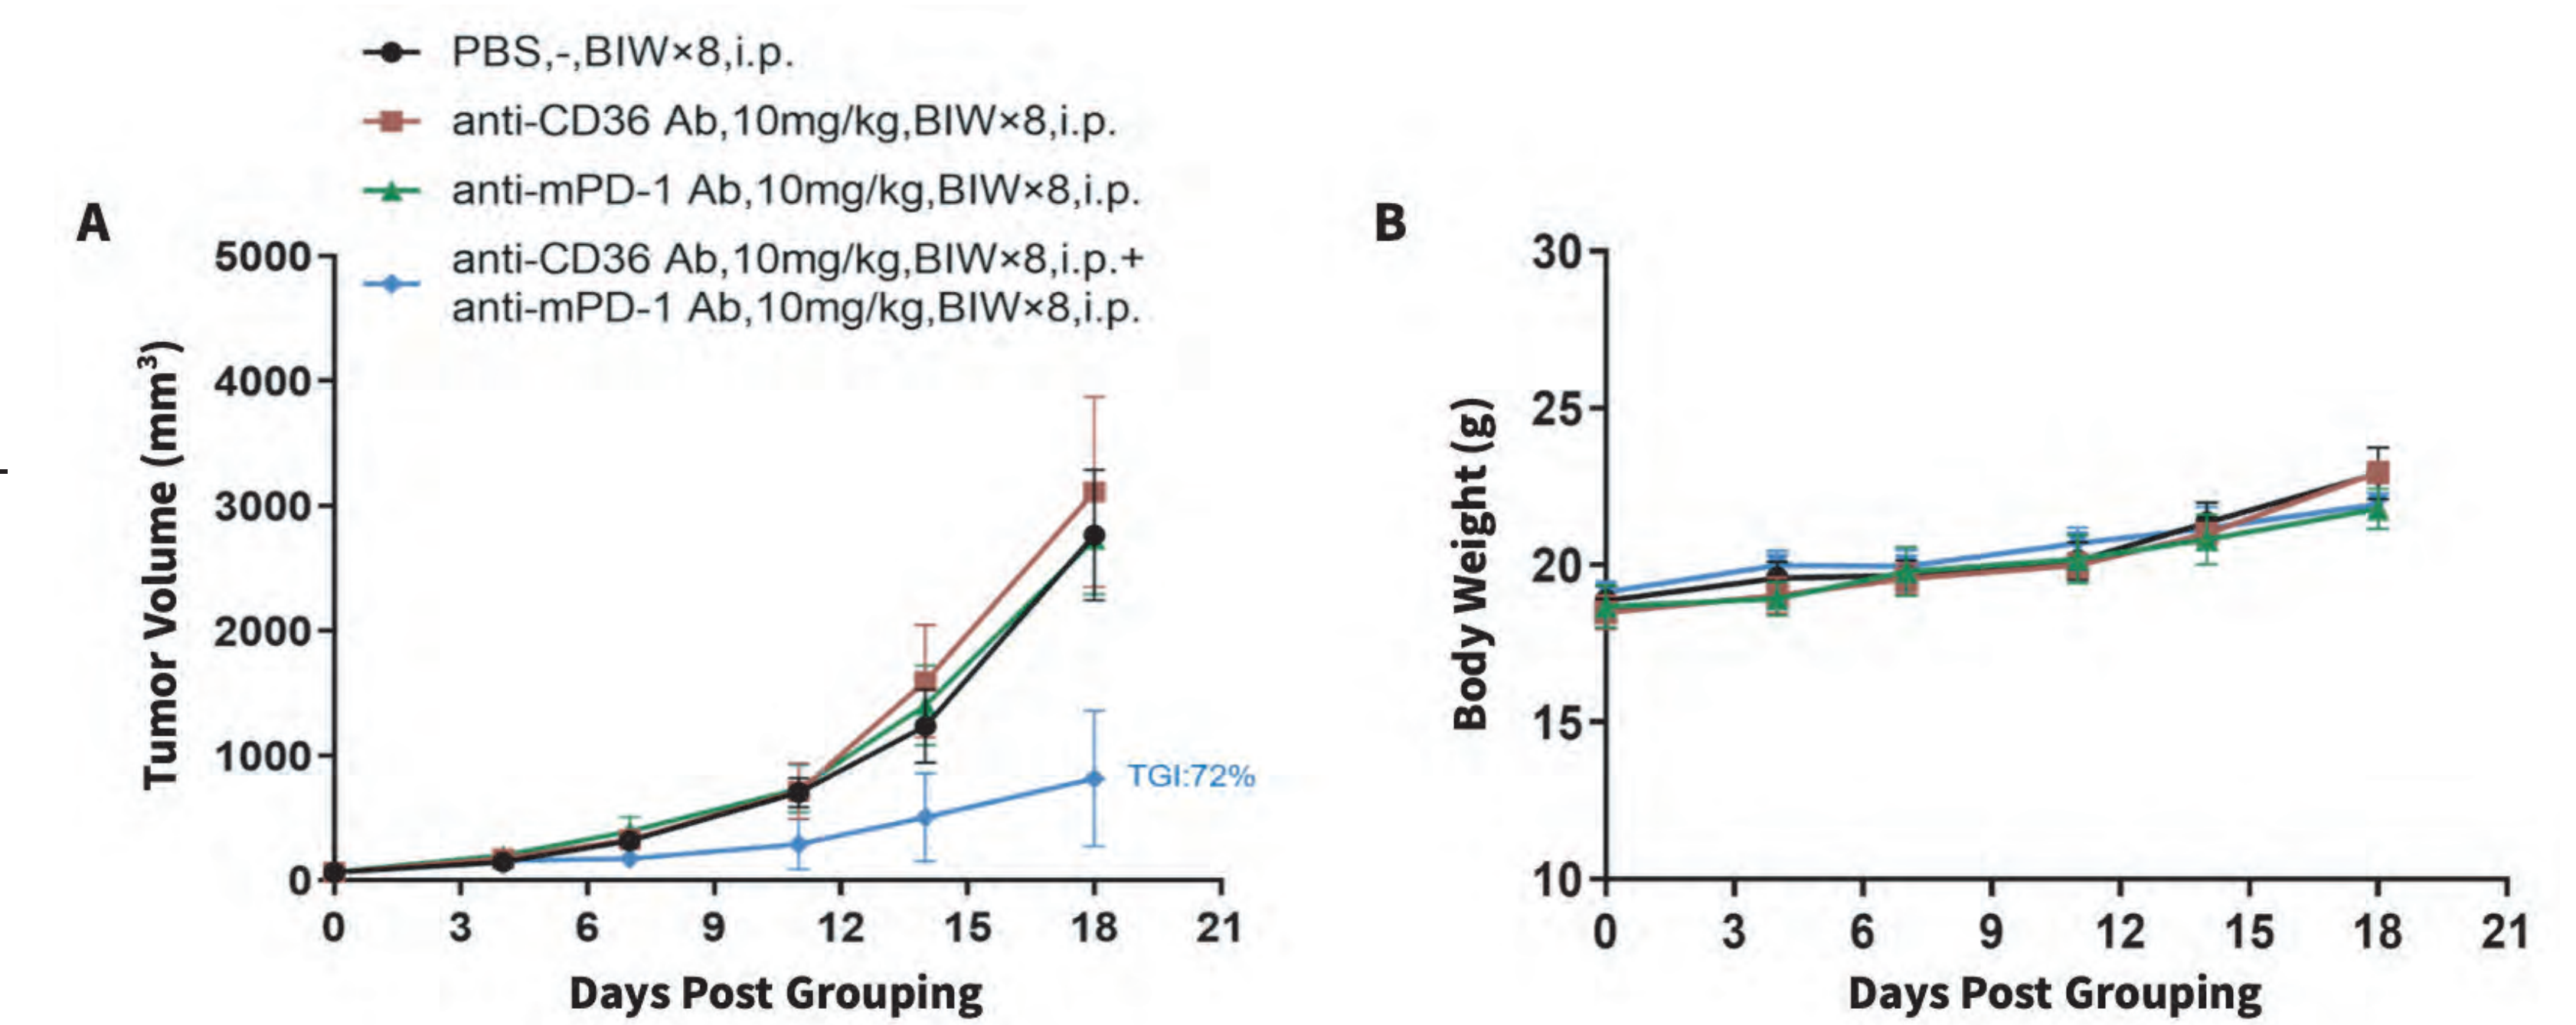 PBS,-,BIW×8,i.p.
anti-CD36 Ab,10mg/kg,BIW×8,i.p.
anti-mPD-1 Ab,10mg/kg,BIW×8,i.p.
anti-CD36 Ab,10mg/kg,BIW×8,i.p.+
anti-mPD-1 Ab,10mg/kg,BIW×8,i.p.
A
Tumor Volume (mm³)
5000
4000
3000
2000
1000
0
TGI:72%
0 3 6 9 12 15 18 21
Days Post Grouping
B
Body Weight (g)
30
25
20
15
10
0 3 6 9 12 15 18 21
Days Post Grouping